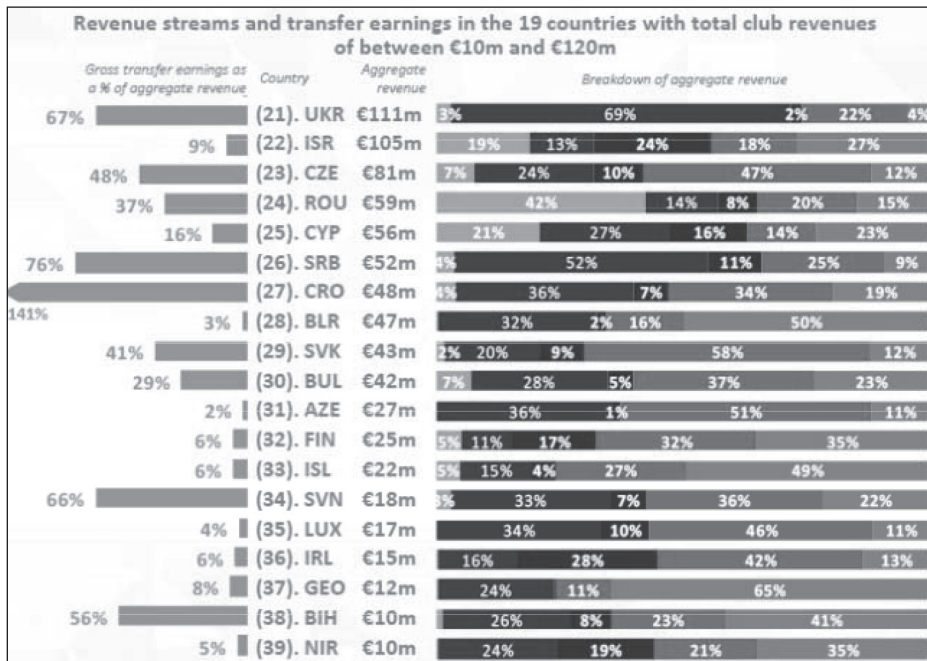 Revenue streams and transfer earnings in the 19 countries with total club revenues
of between €10m and €120m
Gross transfer earnings as
a % of aggregate revenue
Country
Aggregate
revenue
Breakdown of aggregate revenue
67% (21). UKR €111m 3% 69% 2% 22% 4%
9% (22). ISR €105m 19% 13% 24% 18% 27%
48% (23). CZE €81m 7% 24% 10% 47% 12%
37% (24). ROU €59m 42% 14% 8% 20% 15%
16% (25). CYP €56m 21% 27% 16% 14% 23%
76% (26). SRB €52m 4% 52% 11% 25% 9%
141% (27). CRO €48m 4% 36% 7% 34% 19%
3% (28). BLR €47m 32% 2% 16% 50%
41% (29). SVK €43m 2% 20% 9% 58% 12%
29% (30). BUL €42m 7% 28% 5% 37% 23%
2% (31). AZE €27m 36% 1% 51% 11%
6% (32). FIN €25m 5% 11% 17% 32% 35%
6% (33). ISL €22m 5% 15% 4% 27% 49%
66% (34). SVN €18m 3% 33% 7% 36% 22%
4% (35). LUX €17m 34% 10% 46% 11%
6% (36). IRL €15m 16% 28% 42% 13%
8% (37). GEO €12m 24% 11% 65%
56% (38). BIH €10m 26% 8% 23% 41%
5% (39). NIR €10m 24% 19% 21% 35%